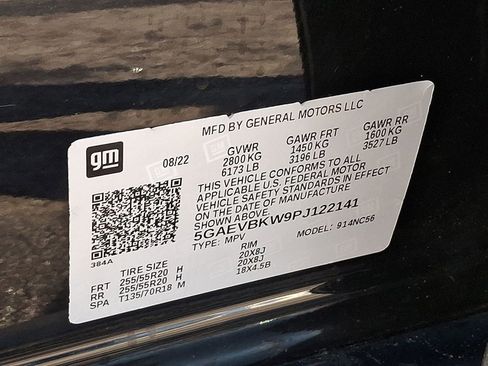 MFD BY GENERAL MOTORS LLC
gm
08/22
GVWR GAWR FRT GAWR RR
2800 KG 1450 KG 1600 KG
6173 LB 3196 LB 3527 LB
THIS VEHICLE CONFORMS TO ALL
APPLICABLE U.S. FEDERAL MOTOR
VEHICLE SAFETY STANDARDS IN EFFECT
ON THE DATE OF MANUFACTURE
SHOWN ABOVE
5GAEVBKW9PJ122141
TYPE: MPV MODEL: 914NC56
384A
TIRE SIZE RIM
FRT 255/55R20 H 20X8J
RR 255/55R20 H 20X8J
SPA T135/70R18 M 18X4.5B